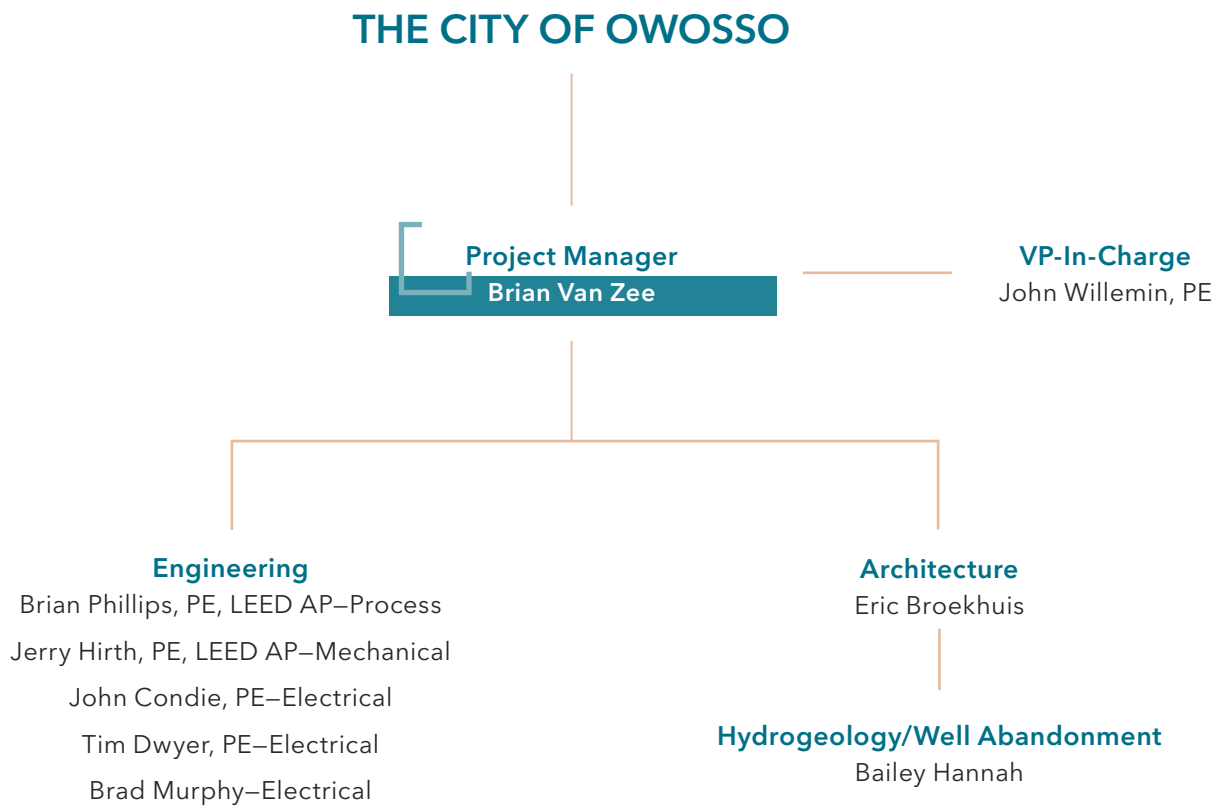 THE CITY OF OWOSSO
Project Manager
Brian Van Zee
VP-In-Charge
John Willemin, PE
Engineering
Brian Phillips, PE, LEED AP—Process
Jerry Hirth, PE, LEED AP—Mechanical
John Condie, PE—Electrical
Tim Dwyer, PE—Electrical
Brad Murphy—Electrical
Architecture
Eric Broekhuis
Hydrogeology/Well Abandonment
Bailey Hannah